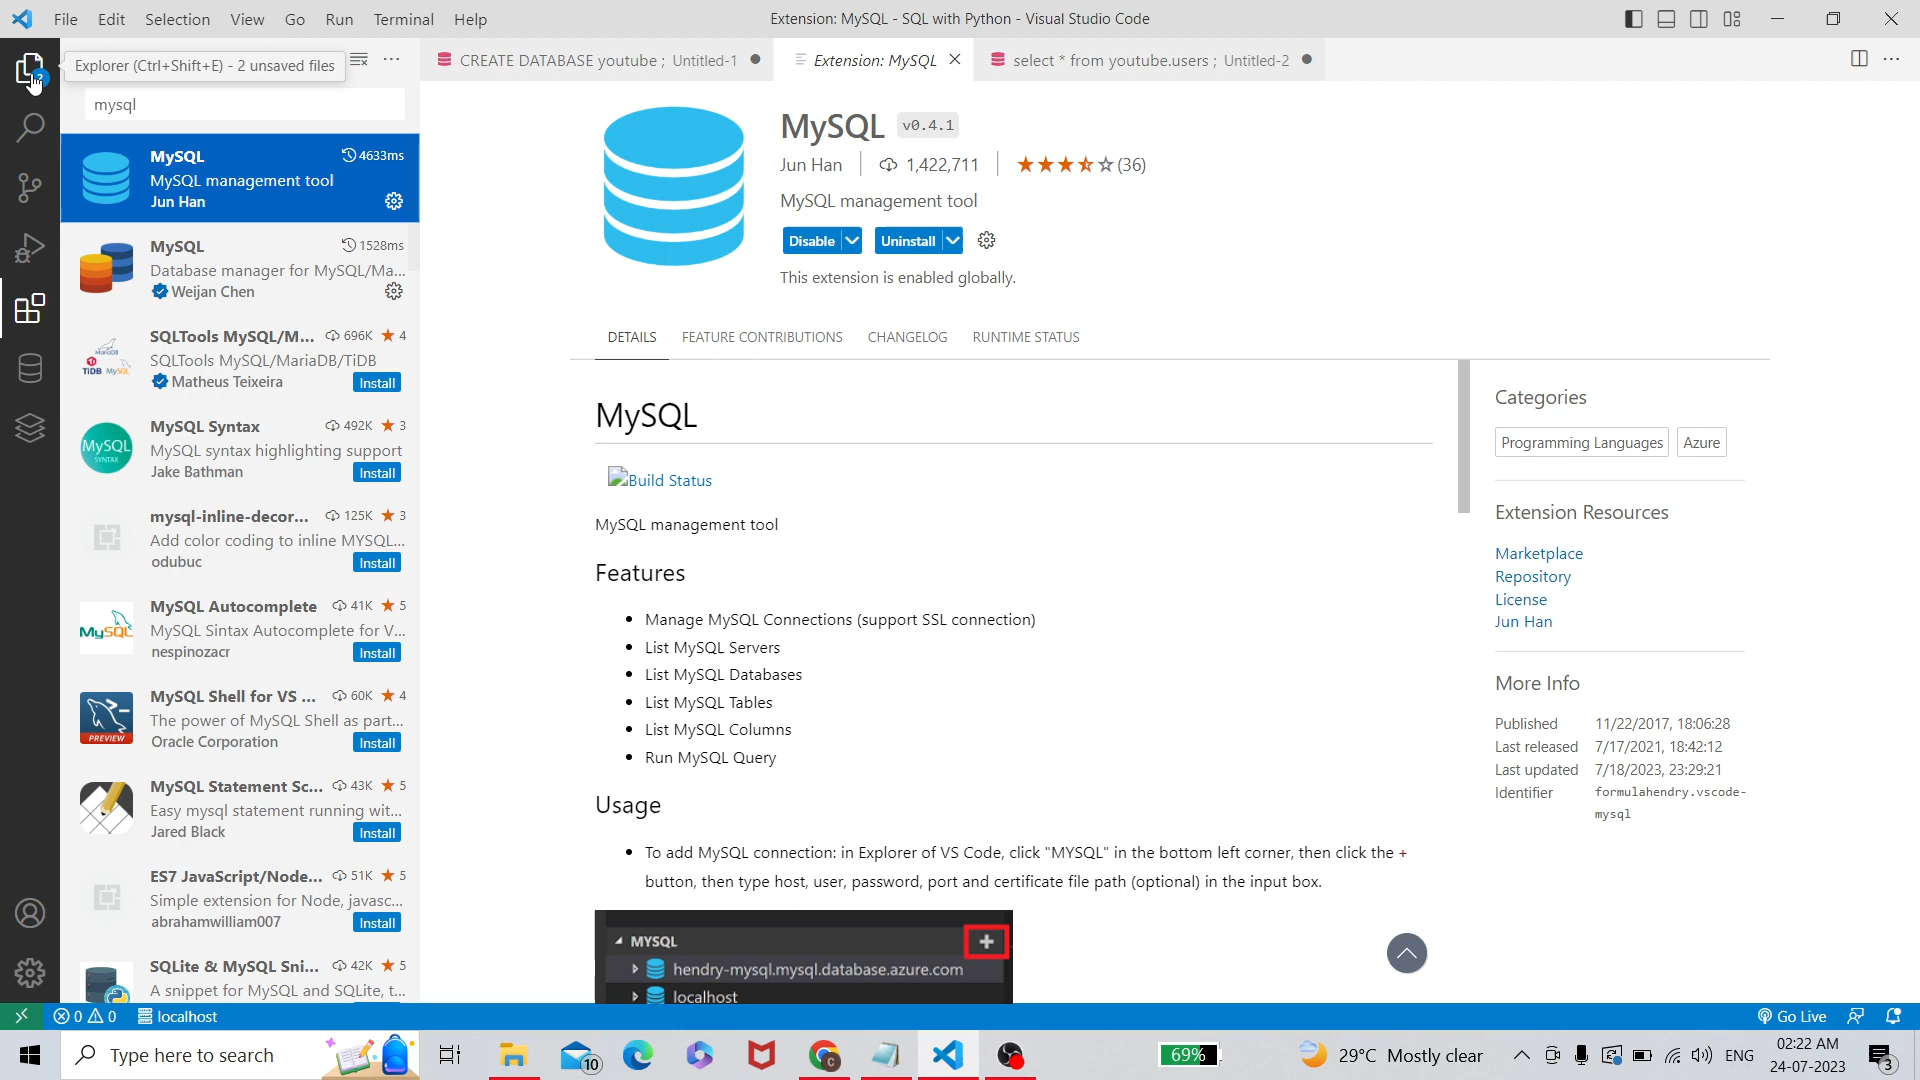 File Edit Selection View Go Run Terminal Help
Extension: MySQL - SQL with Python - Visual Studio Code
Explorer (Ctrl+Shift+E) - 2 unsaved files
CREATE DATABASE youtube ; Untitled-1
Extension: MySQL
select * from youtube.users ; Untitled-2
mysql
MySQL 4633ms
MySQL management tool
Jun Han
MySQL 1528ms
Database manager for MySQL/Ma...
Weijan Chen
SQLTools MySQL/M... 696K 4
SQLTools MySQL/MariaDB/TiDB
Matheus Teixeira Install
MySQL Syntax 492K 3
MySQL syntax highlighting support
Jake Bathman Install
mysql-inline-decor... 125K 3
Add color coding to inline MYSQL...
odubuc Install
MySQL Autocomplete 41K 5
MySQL Sintax Autocomplete for V...
nespinozacr Install
MySQL Shell for VS ... 60K 4
The power of MySQL Shell as part...
Oracle Corporation Install
PREVIEW
MySQL Statement Sc... 43K 5
Easy mysql statement running wit...
Jared Black Install
ES7 JavaScript/Node... 51K 5
Simple extension for Node, javasc...
abrahamwilliam007 Install
SQLite & MySQL Sni... 42K 5
A snippet for MySQL and SQLite, t...
MySQL v0.4.1
Jun Han 1,422,711 (36)
MySQL management tool
Disable Uninstall
This extension is enabled globally.
DETAILS FEATURE CONTRIBUTIONS CHANGELOG RUNTIME STATUS
MySQL
Build Status
MySQL management tool
Features
Manage MySQL Connections (support SSL connection)
List MySQL Servers
List MySQL Databases
List MySQL Tables
List MySQL Columns
Run MySQL Query
Usage
To add MySQL connection: in Explorer of VS Code, click "MYSQL" in the bottom left corner, then click the +
button, then type host, user, password, port and certificate file path (optional) in the input box.
MYSQL +
hendry-mysql.mysql.database.azure.com
localhost
Categories
Programming Languages Azure
Extension Resources
Marketplace
Repository
License
Jun Han
More Info
Published 11/22/2017, 18:06:28
Last released 7/17/2021, 18:42:12
Last updated 7/18/2023, 23:29:21
Identifier formulahendry.vscode-
mysql
0 0 localhost Go Live
Type here to search 10 69% 29°C Mostly clear ENG 02:22 AM
24-07-2023 3